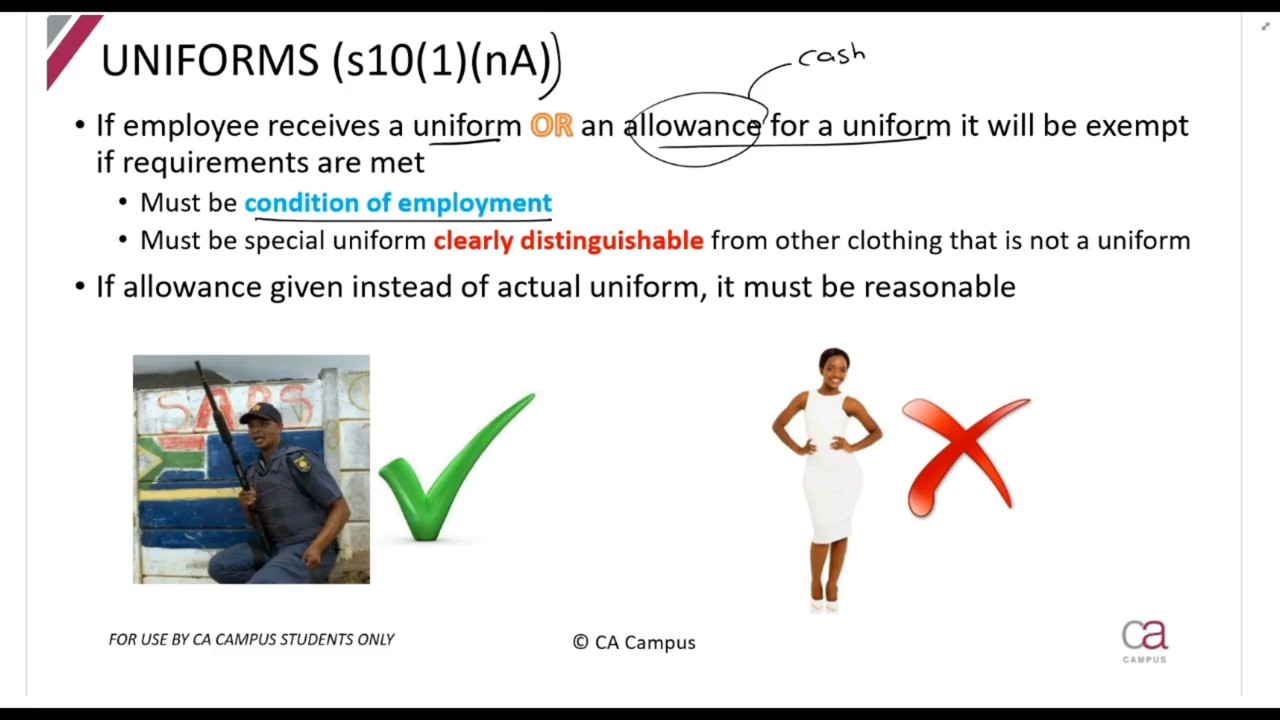 UNIFORMS (s10(1)(nA))
cash
• If employee receives a uniform OR an allowance for a uniform it will be exempt
if requirements are met
• Must be condition of employment
• Must be special uniform clearly distinguishable from other clothing that is not a uniform
• If allowance given instead of actual uniform, it must be reasonable
SAPS
FOR USE BY CA CAMPUS STUDENTS ONLY
© CA Campus
ca
CAMPUS